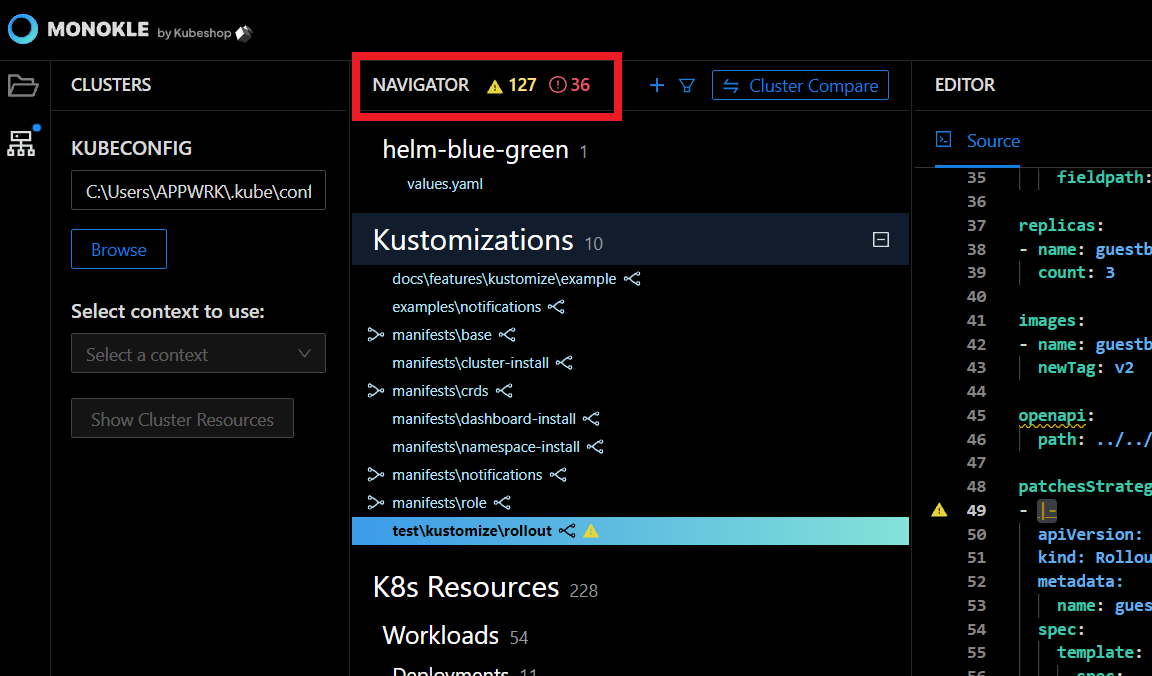 MONOKLE by Kubeshop
CLUSTERS
KUBECONFIG
C:\Users\APPWRK\.kube\conf
Browse
Select context to use:
Select a context
Show Cluster Resources
NAVIGATOR 127 36
Cluster Compare
helm-blue-green 1
values.yaml
Kustomizations 10
docs\features\kustomize\example
examples\notifications
manifests\base
manifests\cluster-install
manifests\crds
manifests\dashboard-install
manifests\namespace-install
manifests\notifications
manifests\role
test\kustomize\rollout
K8s Resources 228
Workloads 54
Deployments 11
EDITOR
Source
35 fieldpath:
36
37 replicas:
38 - name: guestb
39 count: 3
40
41 images:
42 - name: guestb
43 newTag: v2
44
45 openapi:
46 path: ../../
47
48 patchesStrateg
49 - |-
50 apiVersion:
51 kind: Rollou
52 metadata:
53 name: gues
54 spec:
55 template:
56 spec: